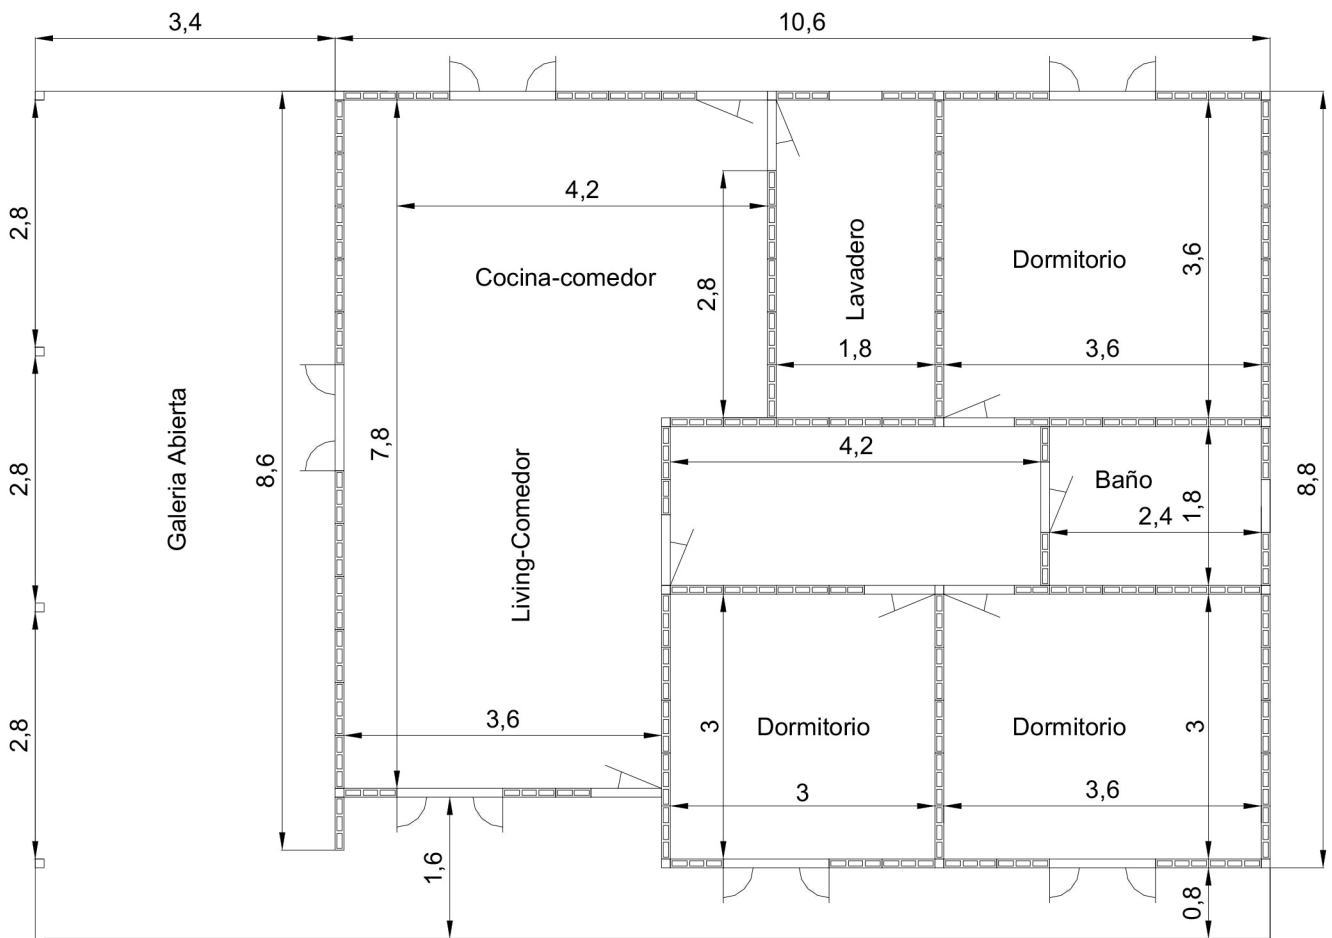 3,4
10,6
2,8
4,2
2,8
3,6
Lavadero
Dormitorio
Cocina-comedor
1,8
3,6
Galeria Abierta
8,6
7,8
2,8
Living-Comedor
4,2
Baño
2,4
1,8
8,8
2,8
3,6
3
Dormitorio
Dormitorio
3
3
3,6
1,6
0,8